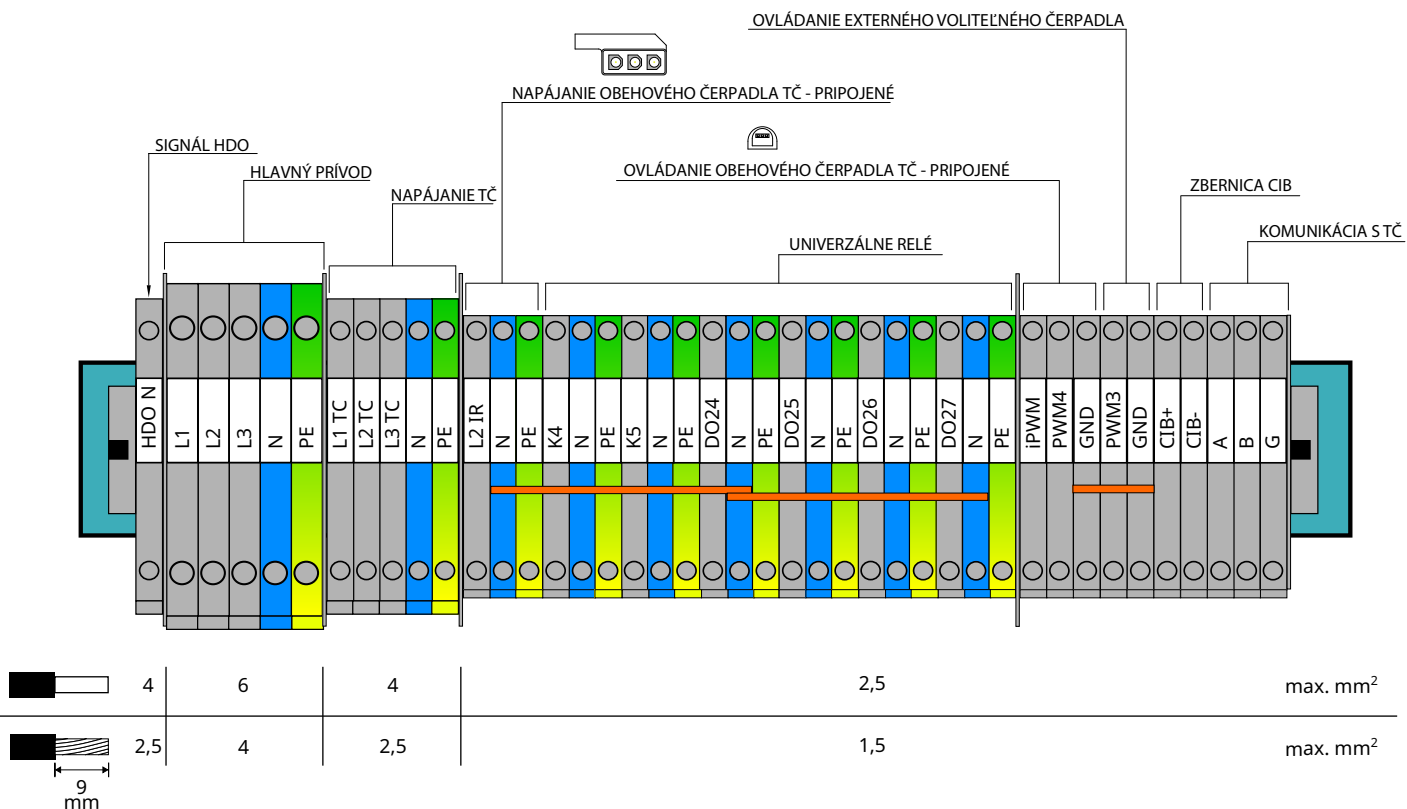 OVLÁDANIE EXTERNÉHO VOLITEĽNÉHO ČERPADLA
NAPÁJANIE OBEHOVÉHO ČERPADLA TČ - PRIPOJENÉ
SIGNÁL HDO
HLAVNÝ PRÍVOD
OVLÁDANIE OBEHOVÉHO ČERPADLA TČ - PRIPOJENÉ
NAPÁJANIE TČ
ZBERNICA CIB
KOMUNIKÁCIA S TČ
UNIVERZÁLNE RELÉ
HDO N
L1
L2
L3
N
PE
L1 TC
L2 TC
L3 TC
N
PE
L2 IR
N
PE
K4
N
PE
K5
N
PE
DO24
N
PE
DO25
N
PE
DO26
N
PE
DO27
N
PE
iPWM
PWM4
GND
PWM3
GND
CIB+
CIB-
A
B
G
4 6 4 2,5 max. mm²
2,5 4 2,5 1,5 max. mm²
9
mm